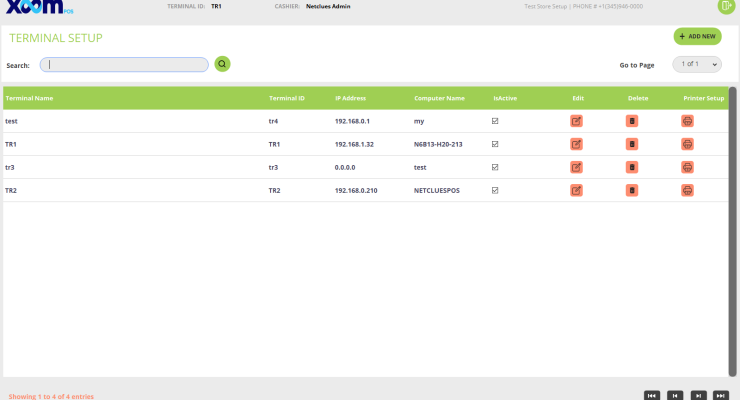 XOOM POS TERMINAL ID: TR1 CASHIER: Netclues Admin Test Store Setup | PHONE # +1(345)946-0000
TERMINAL SETUP + ADD NEW
Search: Go to Page 1 of 1
Terminal Name Terminal ID IP Address Computer Name IsActive Edit Delete Printer Setup
test tr4 192.168.0.1 my
TR1 TR1 192.168.1.32 N6B13-H20-213
tr3 tr3 0.0.0.0 test
TR2 TR2 192.168.0.210 NETCLUESPOS
Showing 1 to 4 of 4 entries